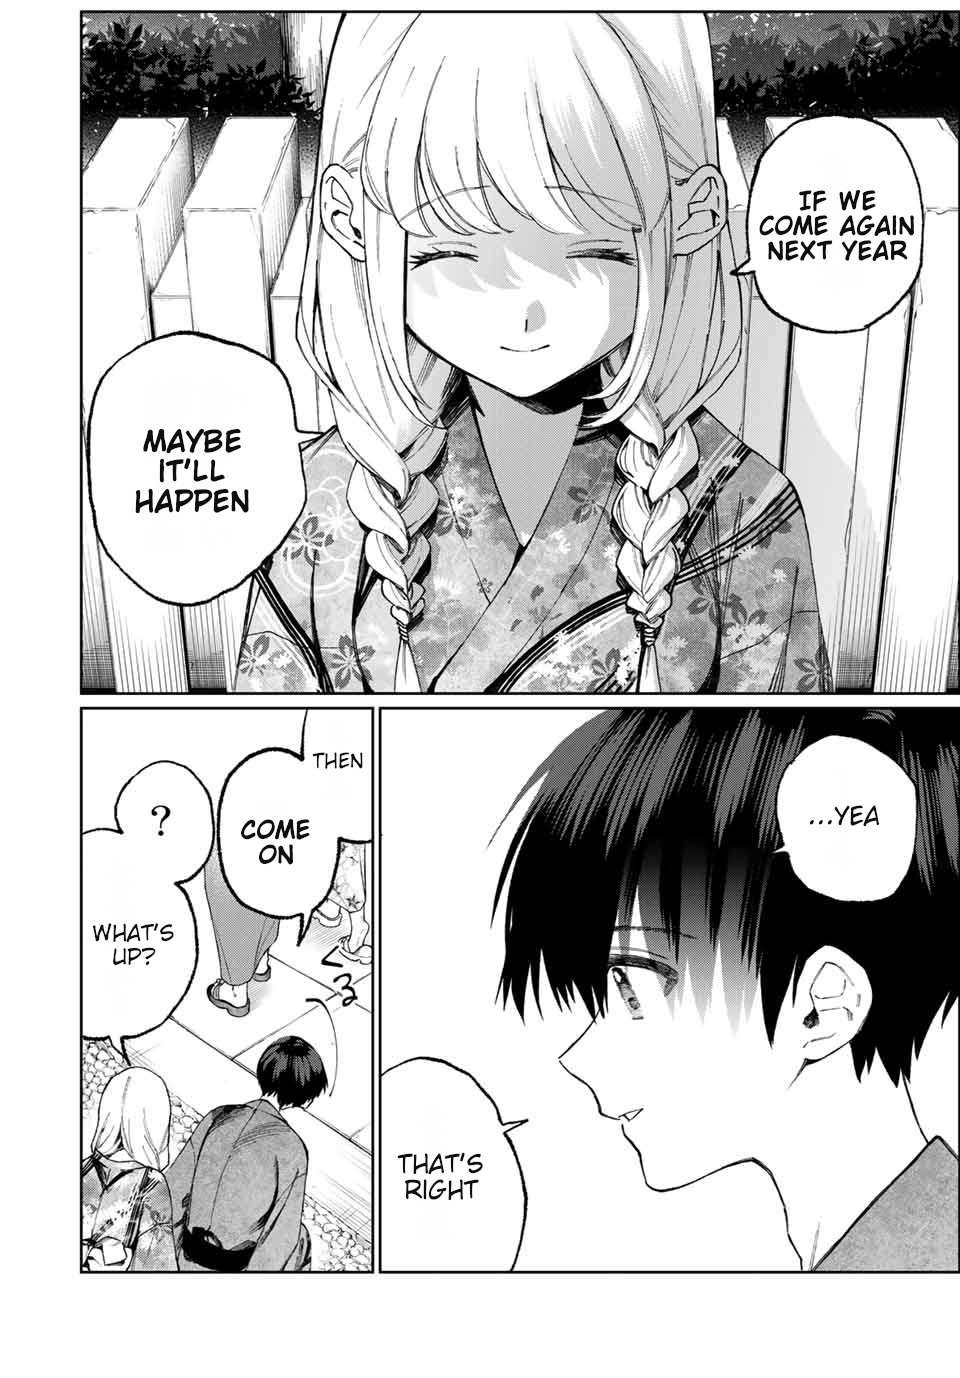 IF WE
COME AGAIN
NEXT YEAR
MAYBE
IT'LL
HAPPEN
...YEA
THAT'S
RIGHT
THEN
COME
ON
?
WHAT'S
UP?